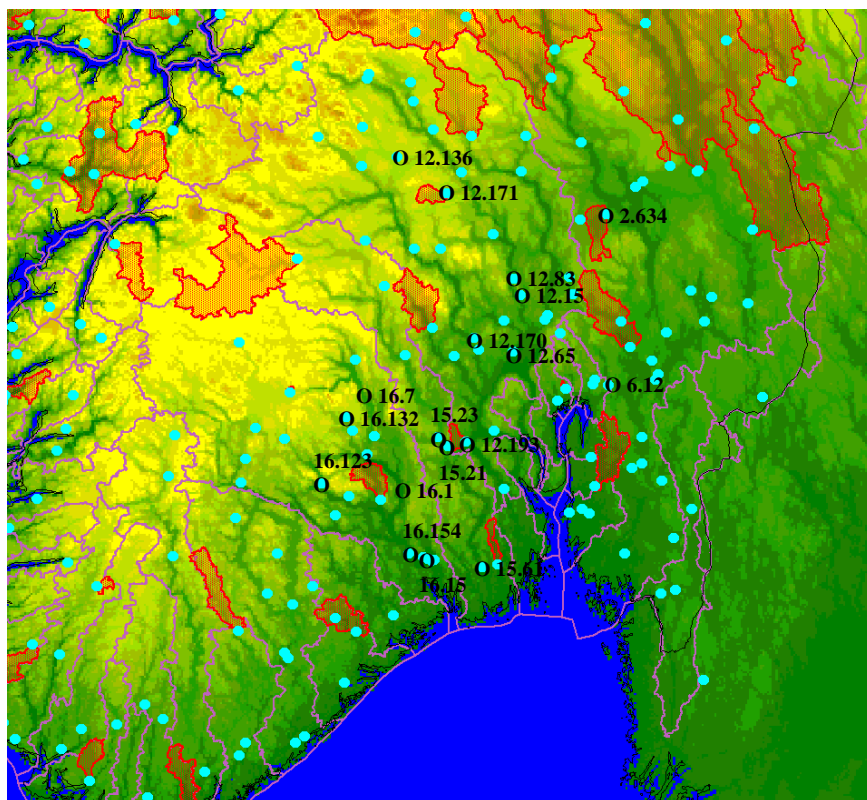 O 12.136
O 12.171
O 2.634
O 12.83
O 12.15
O 12.170
O 12.65
O 6.12
O 16.7
O 16.132
15.23
O
O 12.193
O
15.21
16.123
O
O 16.1
16.154
O
O
16.15
O 15.61